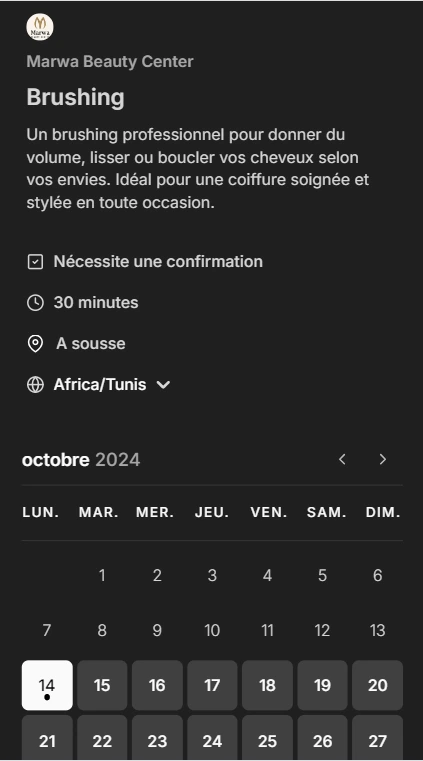 Marwa
Marwa Beauty Center
Brushing
Un brushing professionnel pour donner du
volume, lisser ou boucler vos cheveux selon
vos envies. Idéal pour une coiffure soignée et
stylée en toute occasion.
Nécessite une confirmation
30 minutes
A sousse
Africa/Tunis
octobre 2024
LUN. MAR. MER. JEU. VEN. SAM. DIM.
1 2 3 4 5 6
7 8 9 10 11 12 13
14 15 16 17 18 19 20
21 22 23 24 25 26 27